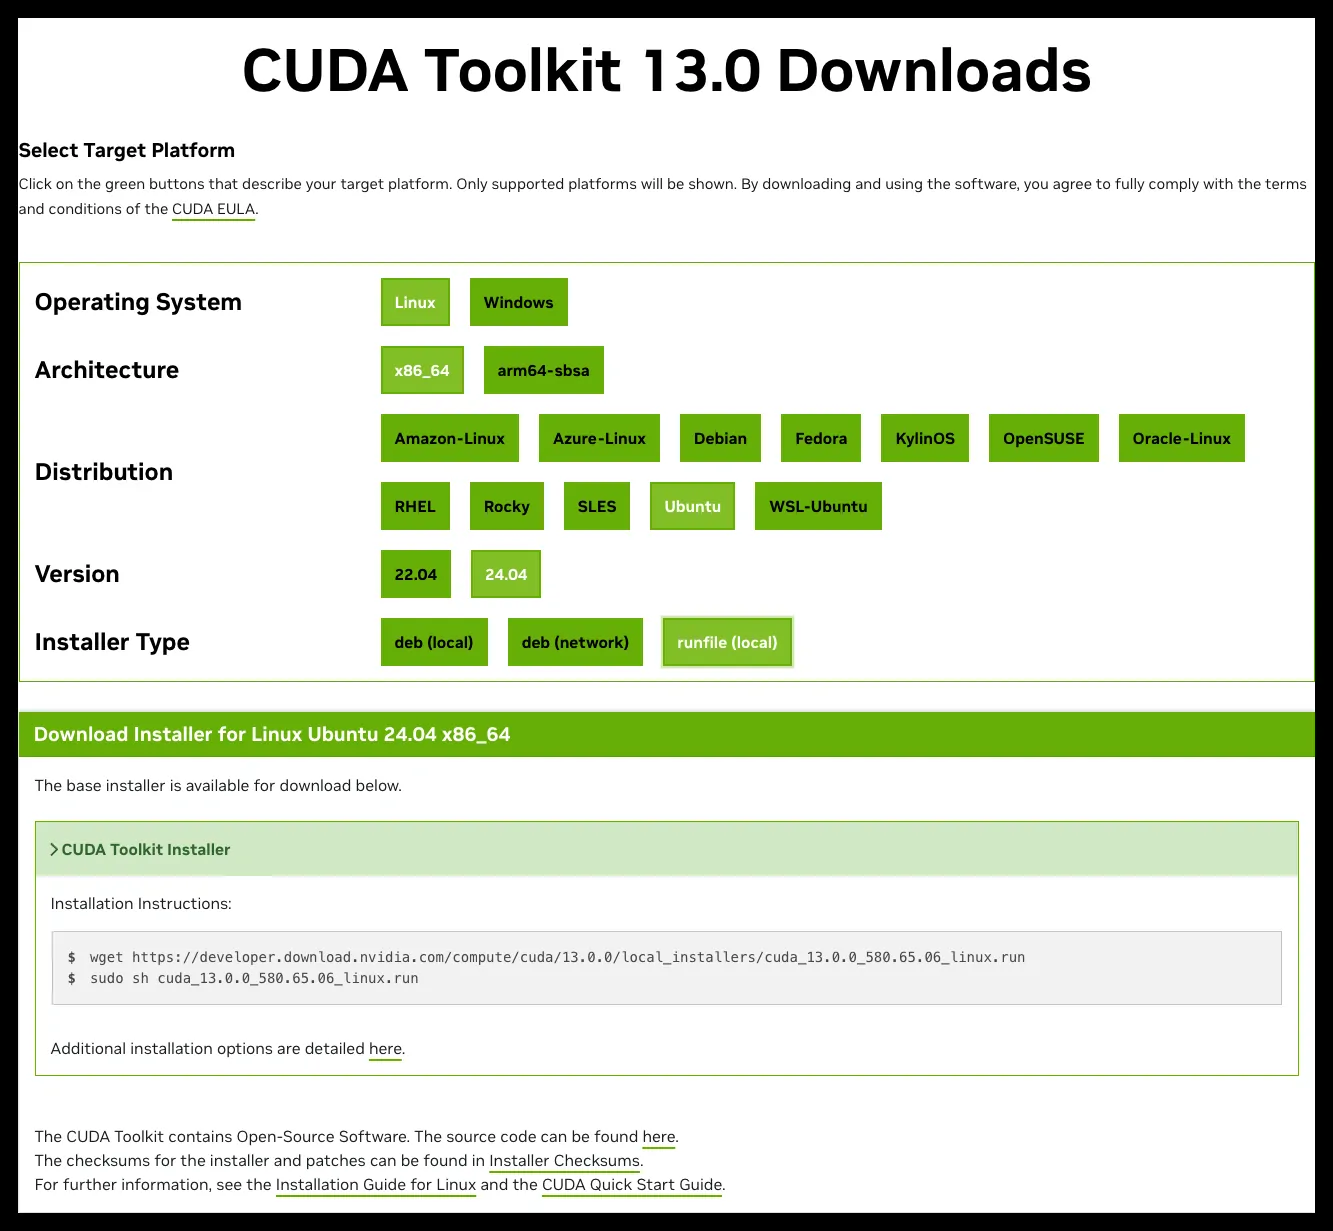 CUDA Toolkit 13.0 Downloads
Select Target Platform
Click on the green buttons that describe your target platform. Only supported platforms will be shown. By downloading and using the software, you agree to fully comply with the terms
and conditions of the CUDA EULA.
Operating System
Linux
Windows
Architecture
x86_64
arm64-sbsa
Distribution
Amazon-Linux
Azure-Linux
Debian
Fedora
KylinOS
OpenSUSE
Oracle-Linux
RHEL
Rocky
SLES
Ubuntu
WSL-Ubuntu
Version
22.04
24.04
Installer Type
deb (local)
deb (network)
runfile (local)
Download Installer for Linux Ubuntu 24.04 x86_64
The base installer is available for download below.
CUDA Toolkit Installer
Installation Instructions:
$ wget https://developer.download.nvidia.com/compute/cuda/13.0.0/local_installers/cuda_13.0.0_580.65.06_linux.run
$ sudo sh cuda_13.0.0_580.65.06_linux.run
Additional installation options are detailed here.
The CUDA Toolkit contains Open-Source Software. The source code can be found here.
The checksums for the installer and patches can be found in Installer Checksums.
For further information, see the Installation Guide for Linux and the CUDA Quick Start Guide.